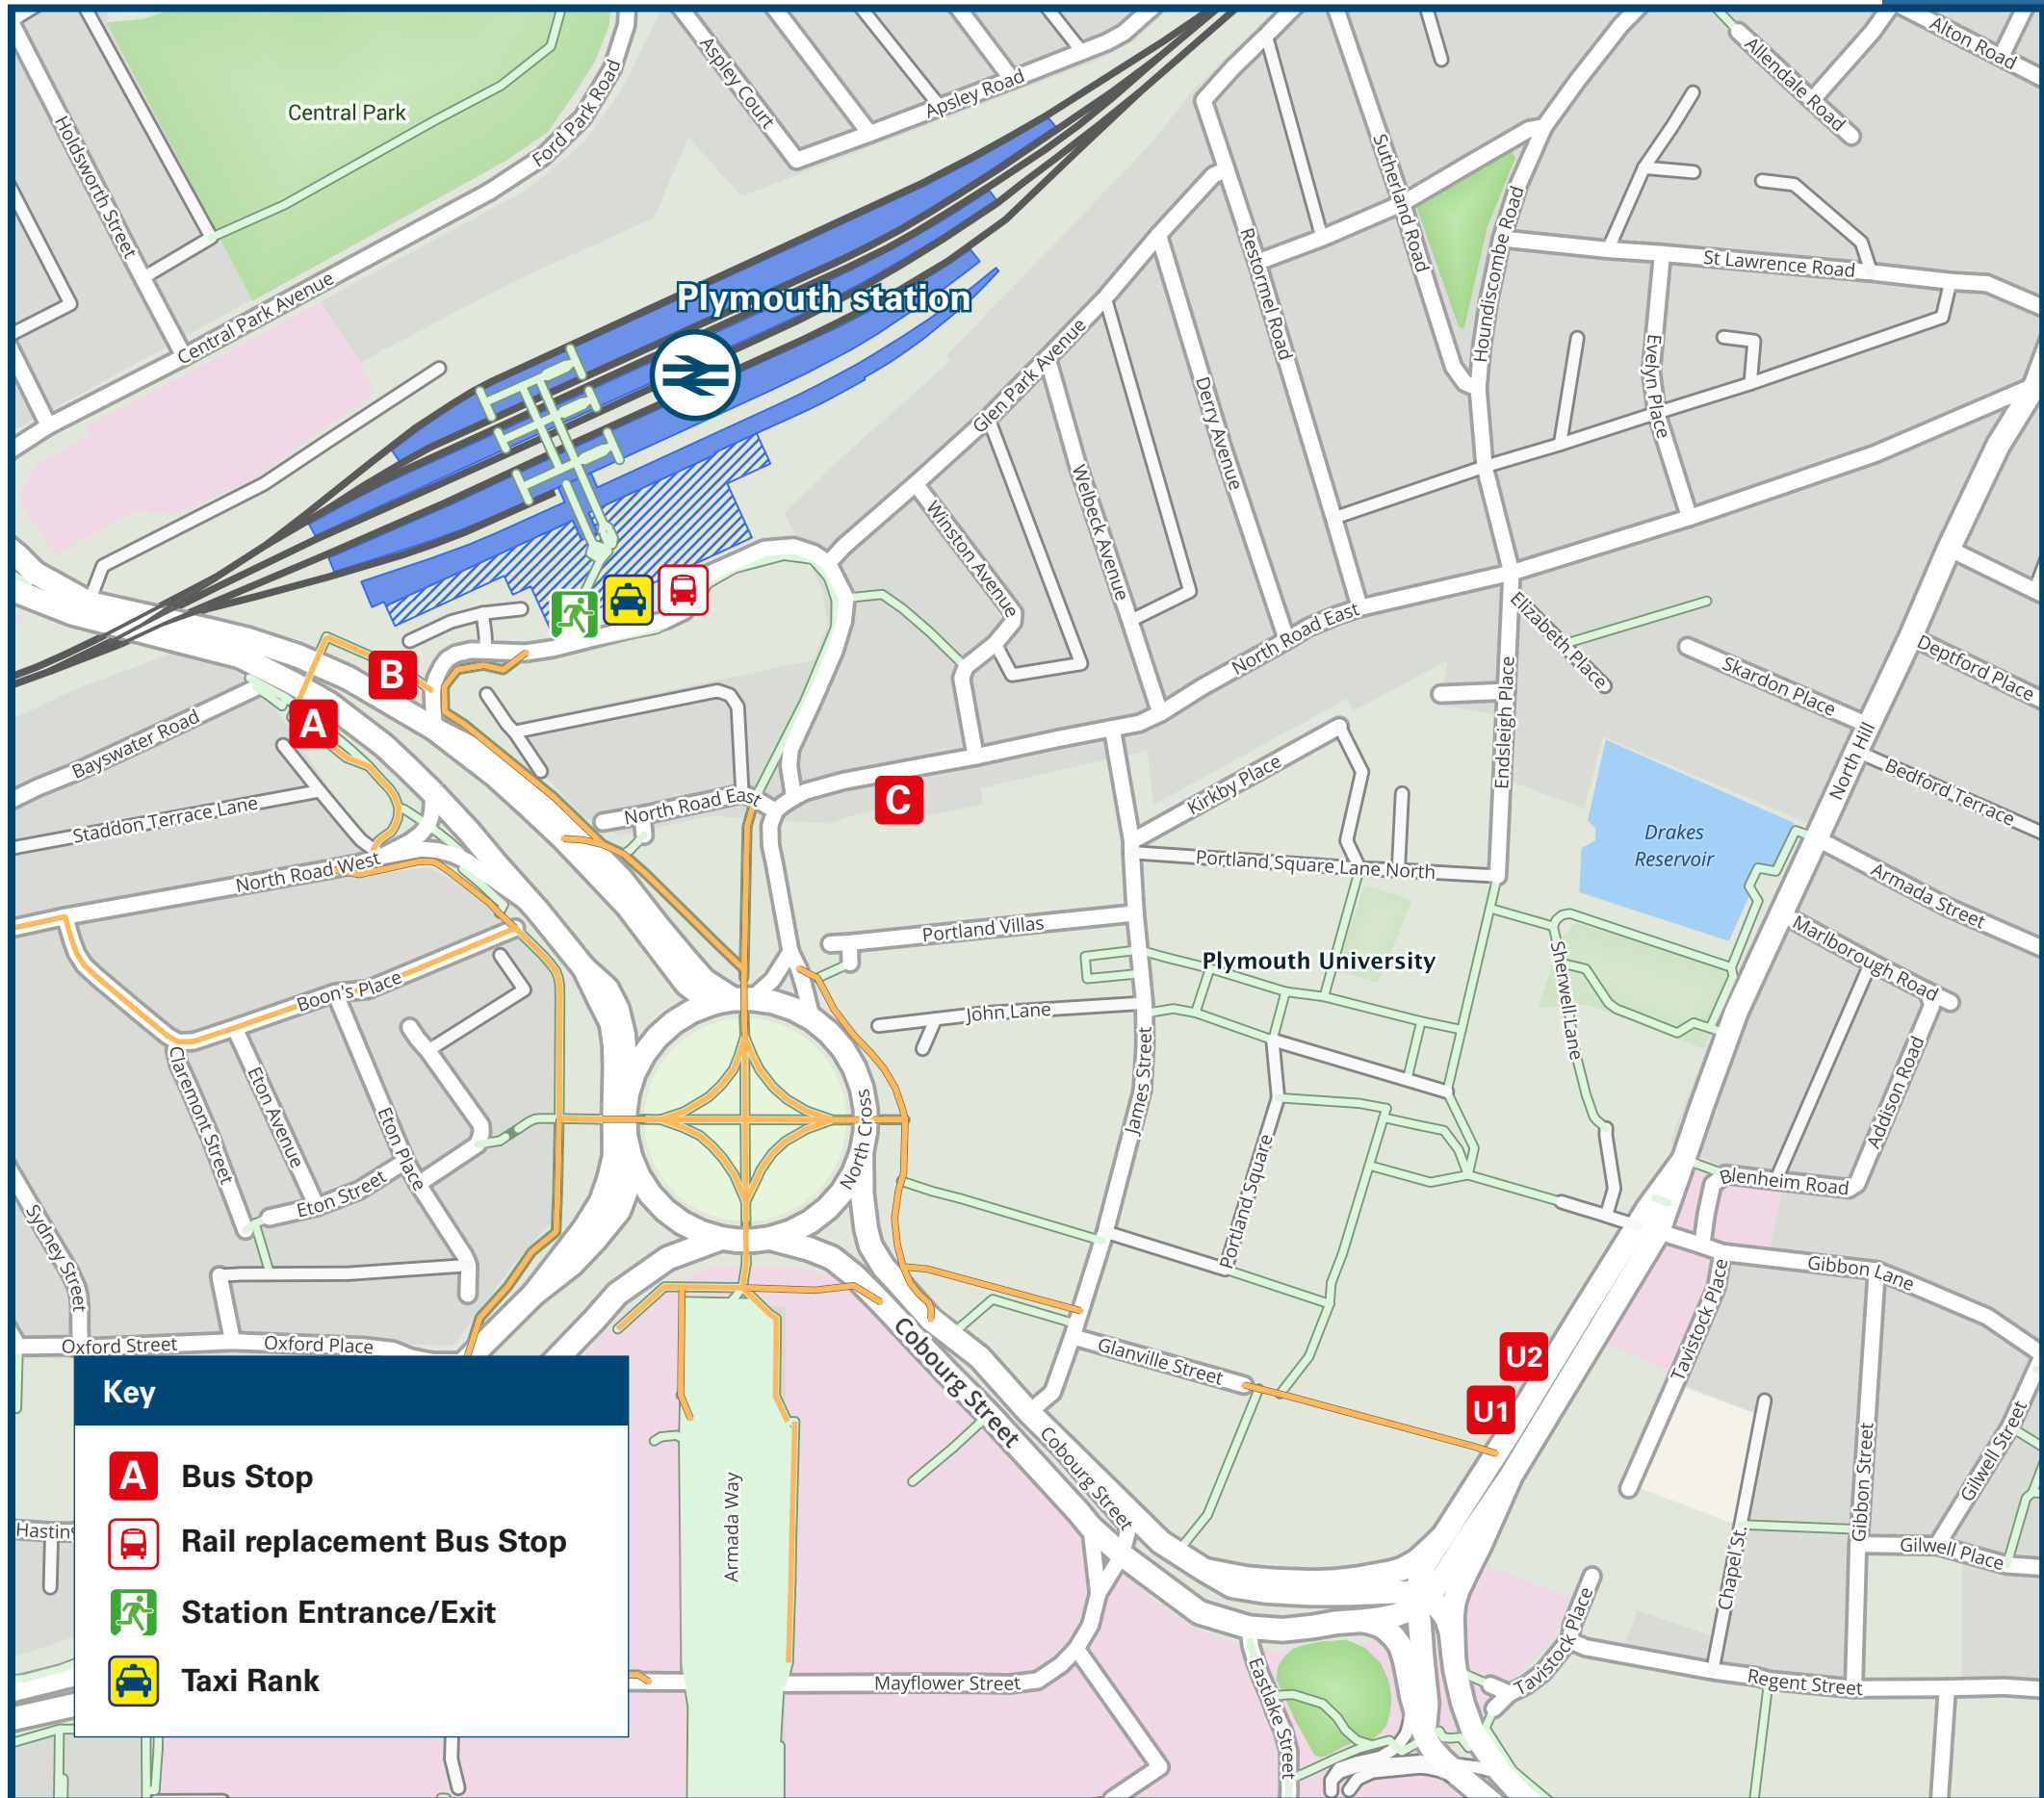 Alton Road
Allendale Road
Aspley Court
Apsley Road
Central Park
Ford Park Road
Holdsworth Street
Sutherland Road
Houndiscombe Road
Restormel Road
St Lawrence Road
Central Park Avenue
Plymouth station
Glen Park Avenue
Evelyn Place
Derry Avenue
Welbeck Avenue
Winston Avenue
Elizabeth Place
North Road East
B
A
Bayswater Road
Skardon Place
Deptford Place
Endsleigh Place
North Hill
Bedford Terrace
Kirkby Place
C
North Road East
Staddon Terrace Lane
Drakes
Reservoir
North Road West
Portland Square Lane North
Armada Street
Portland Villas
Marlborough Road
Plymouth University
Sherwell Lane
Boon's Place
John Lane
James Street
Addison Road
Claremont Street
Eton Avenue
Eton Place
North Cross
Eton Street
Portland Square
Blenheim Road
Sydney Street
Gibbon Lane
Tavistock Place
Oxford Street
Oxford Place
Cobourg Street
Glanville Street
U2
U1
Key
A
Bus Stop
Rail replacement Bus Stop
Station Entrance/Exit
Taxi Rank
Armada Way
Cobourg Street
Gibbon Street
Gilwell Street
Gilwell Place
Chapel St.
Hasting
Mayflower Street
Eastlake Street
Tavistock Place
Regent Street